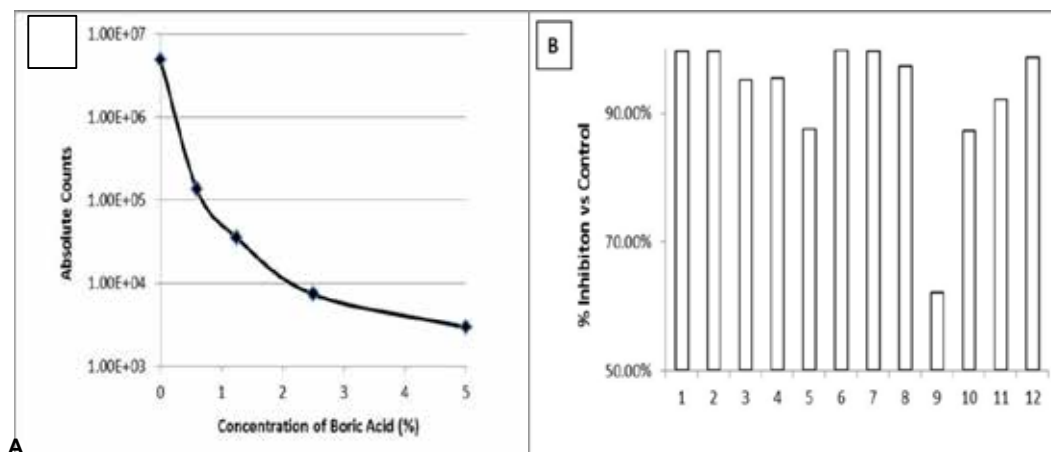 1.00E+07
1.00E+06
1.00E+05
1.00E+04
1.00E+03
Absolute Counts
0 1 2 3 4 5
Concentration of Boric Acid (%)
A
B
90.00%
70.00%
50.00%
% Inhibiton vs Control
1 2 3 4 5 6 7 8 9 10 11 12